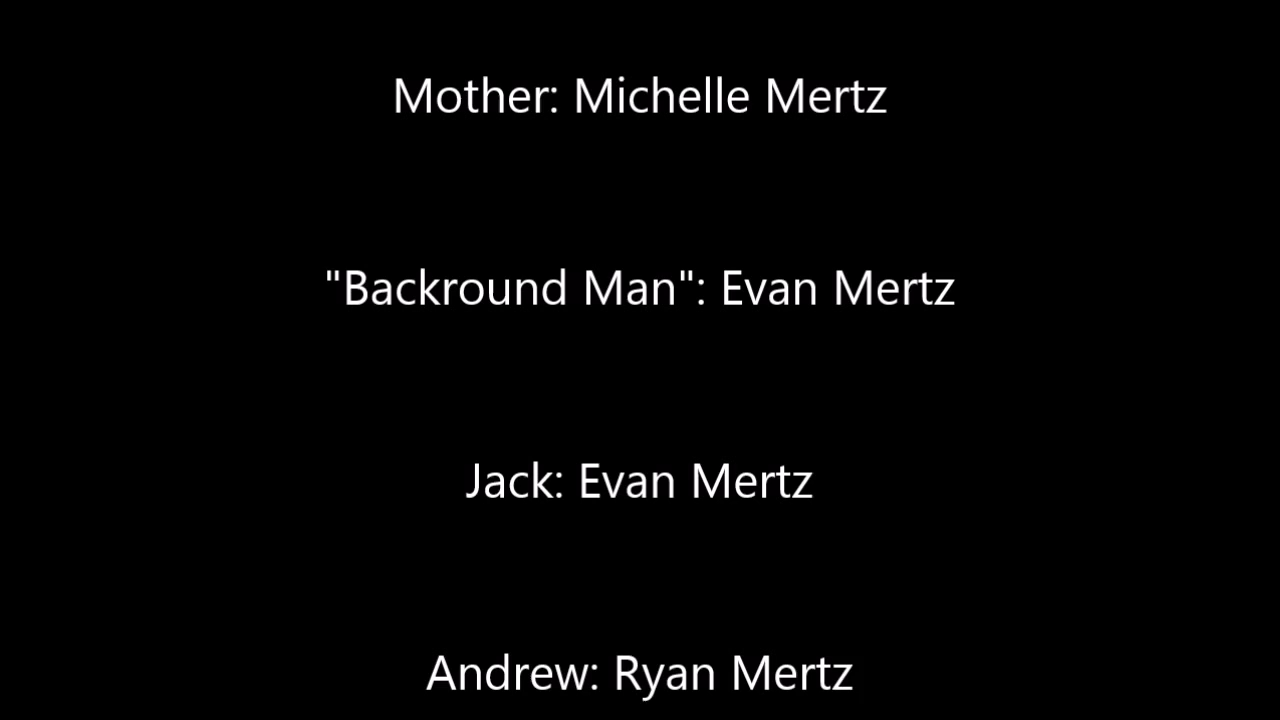 Mother: Michelle Mertz
"Backround Man": Evan Mertz
Jack: Evan Mertz
Andrew: Ryan Mertz